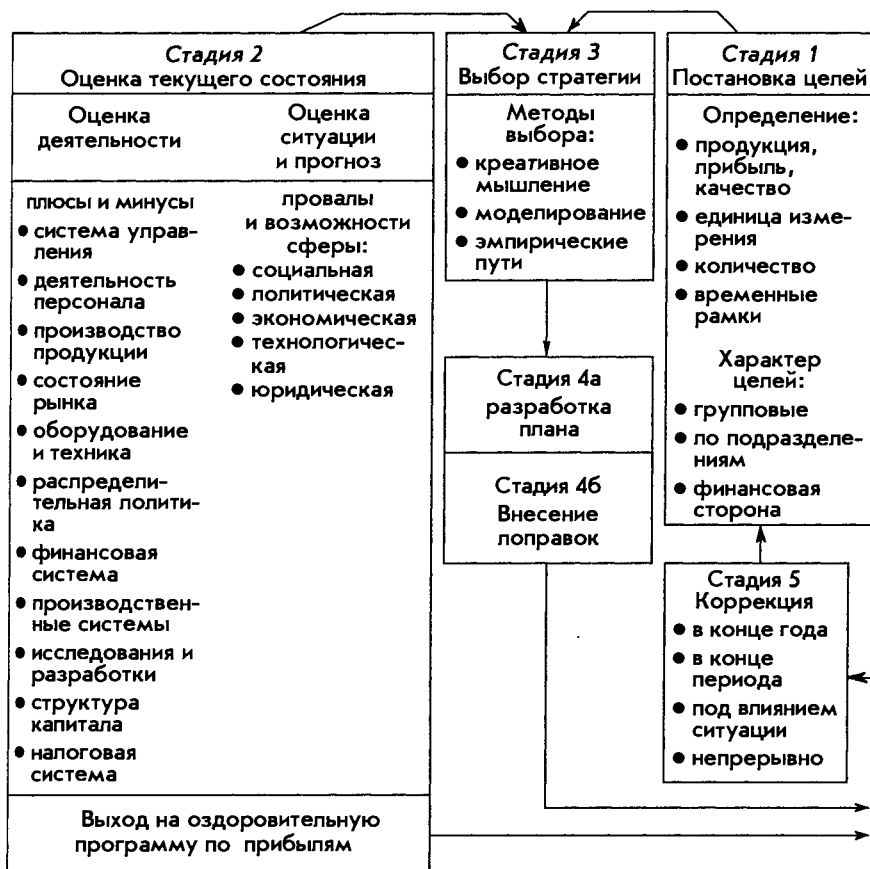 Стадия 2
Оценка текущего состояния
Оценка
деятельности
Оценка
ситуации
и прогноз
плюсы и минусы
● система управ-
ления
● деятельность
персонала
● производство
продукции
● состояние
рынка
● оборудование
и техника
● распредели-
тельная лолити-
ка
● финансовая
система
● производствен-
ные системы
● исследования и
разработки
● структура
капитала
● налоговая
система
провалы
и возможности
сферы:
● социальная
● политическая
● экономическая
● технологичес-
кая
● юридическая
Выход на оздоровительную
программу по прибылям
Стадия 3
Выбор стратегии
Методы
выбора:
● креативное
мышление
● моделирование
● эмпирические
пути
Стадия 4а
разработка
плана
Стадия 4б
Внесение
лоправок
Стадия 1
Постановка целей
Определение:
● продукция,
прибыль,
качество
● единица изме-
рения
● количество
● временные
рамки
Характер
целей:
● групповые
● ло подразделе-
ниям
● финансовая
сторона
Стадия 5
Коррекция
● в конце года
● в конце
периода
● под влиянием
ситуации
● непрерывно